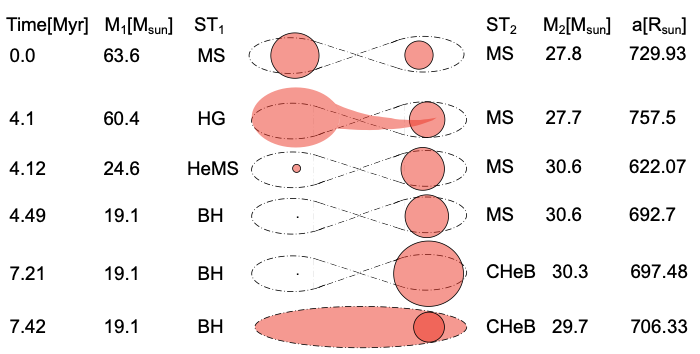 Time[Myr] M₁[Mₛᵤₙ] ST₁ ST₂ M₂[Mₛᵤₙ] a[Rₛᵤₙ]
0.0 63.6 MS MS 27.8 729.93
4.1 60.4 HG MS 27.7 757.5
4.12 24.6 HeMS MS 30.6 622.07
4.49 19.1 BH MS 30.6 692.7
7.21 19.1 BH CHeB 30.3 697.48
7.42 19.1 BH CHeB 29.7 706.33